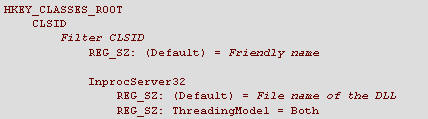 HKEY_CLASSES_ROOT
CLSID
Filter CLSID
REG_SZ: (Default) = Friendly name
InprocServer32
REG_SZ: (Default) = File name of the DLL
REG_SZ: ThreadingModel = Both